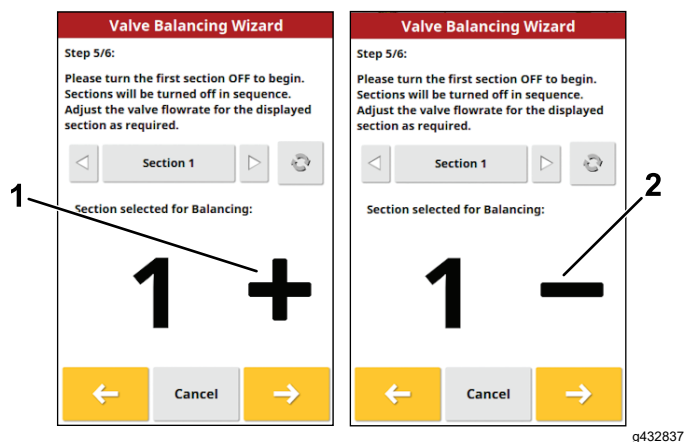 Valve Balancing Wizard
Step 5/6:
Please turn the first section OFF to begin.
Sections will be turned off in sequence.
Adjust the valve flowrate for the displayed
section as required.
Section 1
Section selected for Balancing:
1 +
Cancel
1
Valve Balancing Wizard
Step 5/6:
Please turn the first section OFF to begin.
Sections will be turned off in sequence.
Adjust the valve flowrate for the displayed
section as required.
Section 1
Section selected for Balancing:
1 −
Cancel
2
g432837